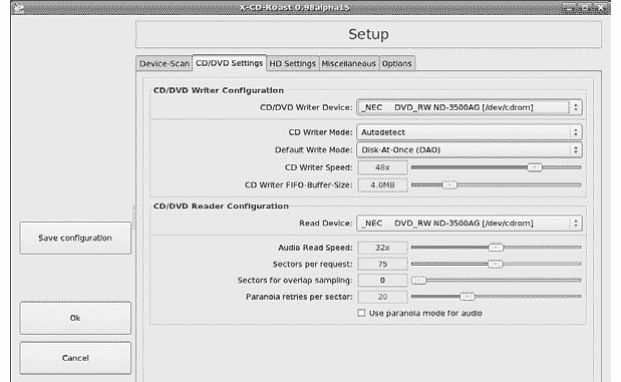 X-CD-Roast 0.98alpha15
Setup
Device-Scan CD/DVD Settings HD Settings Miscellaneous Options
CD/DVD Writer Configuration
CD/DVD Writer Device: _NEC DVD_RW ND-3500AG [/dev/cdrom]
CD Writer Mode: Autodetect
Default Write Mode: Disk-At-Once (DAO)
CD Writer Speed: 48x
CD Writer FIFO-Buffer-Size: 4.0MB
CD/DVD Reader Configuration
Read Device: _NEC DVD_RW ND-3500AG [/dev/cdrom]
Audio Read Speed: 32x
Sectors per request: 75
Sectors for overlap sampling: 0
Paranoia retries per sector: 20
Use paranoia mode for audio
Save configuration
Ok
Cancel